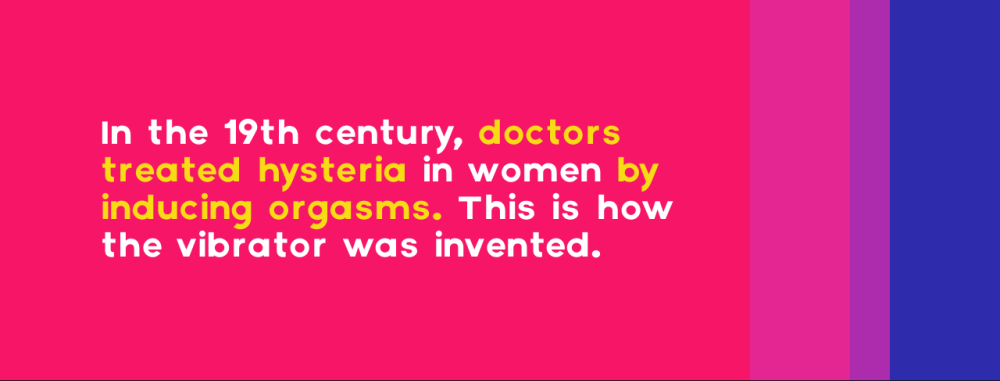 In the 19th century, doctors
treated hysteria in women by
inducing orgasms. This is how
the vibrator was invented.